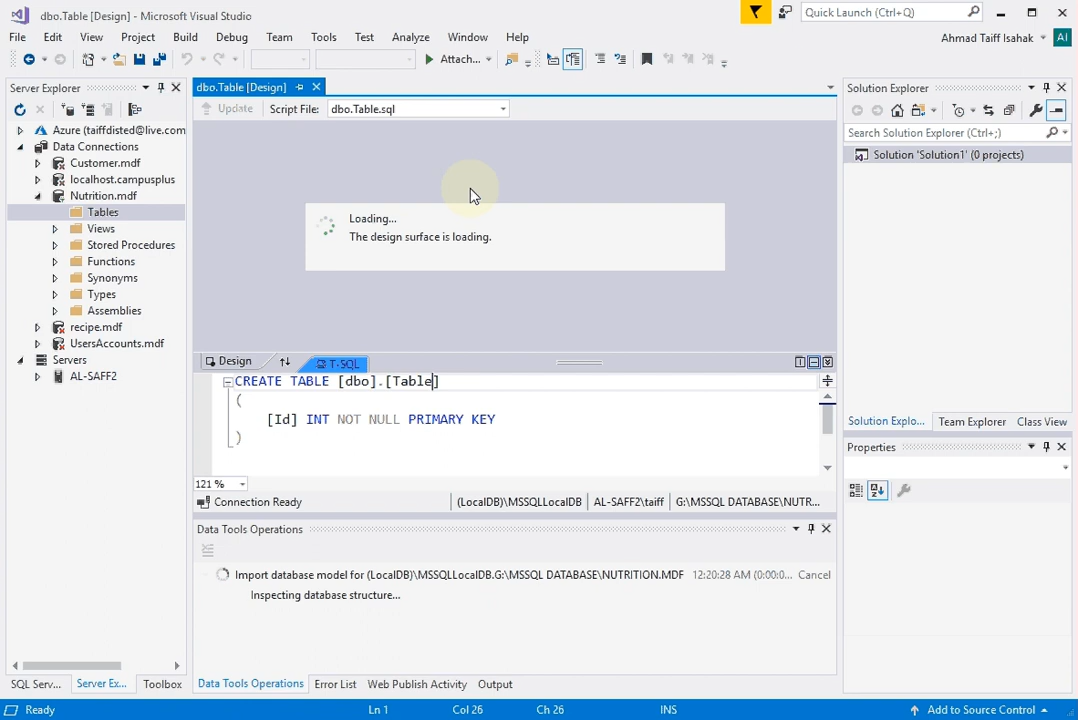 dbo.Table [Design] - Microsoft Visual Studio
Quick Launch (Ctrl+Q)
File Edit View Project Build Debug Team Tools Test Analyze Window Help
Ahmad Taiff Isahak AI
Attach...
Server Explorer
Azure (taiffdisted@live.com
Data Connections
Customer.mdf
localhost.campusplus
Nutrition.mdf
Tables
Views
Stored Procedures
Functions
Synonyms
Types
Assemblies
recipe.mdf
UsersAccounts.mdf
Servers
AL-SAFF2
SQL Serv... Server Ex... Toolbox
dbo.Table [Design]
Update Script File: dbo.Table.sql
Loading...
The design surface is loading.
Design T-SQL
CREATE TABLE [dbo].[Table]
(
[Id] INT NOT NULL PRIMARY KEY
)
121 %
Connection Ready (LocalDB)\MSSQLLocalDB AL-SAFF2\taiff G:\MSSQL DATABASE\NUTR...
Data Tools Operations
Import database model for (LocalDB)\MSSQLLocalDB.G:\MSSQL DATABASE\NUTRITION.MDF 12:20:28 AM (0:00:0... Cancel
Inspecting database structure...
Data Tools Operations Error List Web Publish Activity Output
Solution Explorer
Search Solution Explorer (Ctrl+;)
Solution 'Solution1' (0 projects)
Solution Explo... Team Explorer Class View
Properties
Ready Ln 1 Col 26 Ch 26 INS Add to Source Control